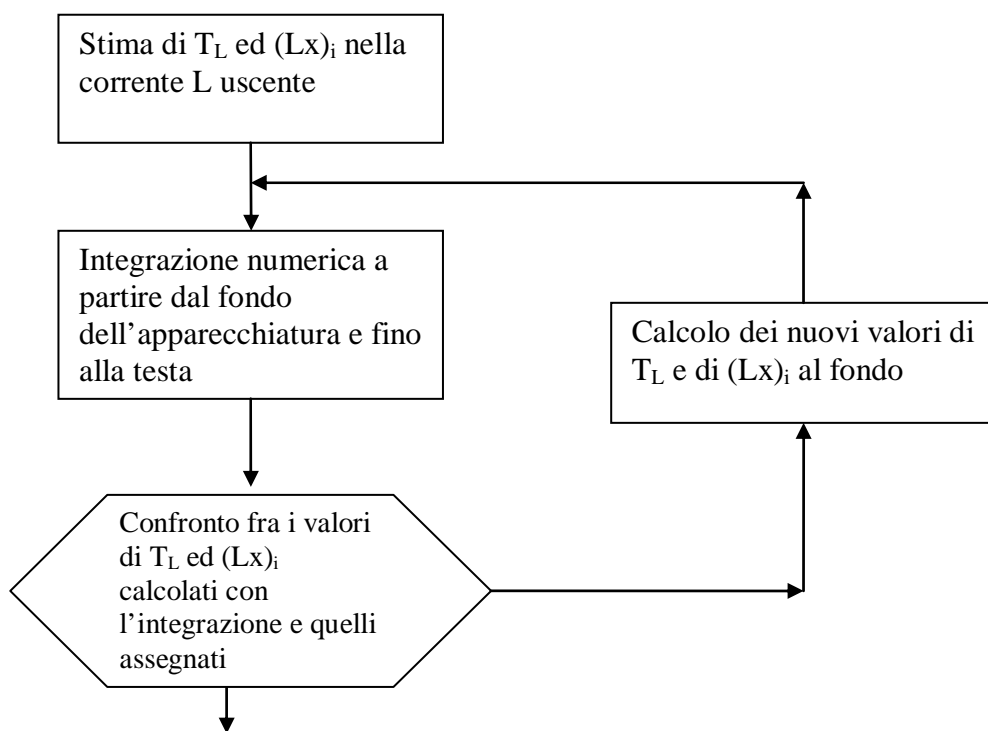 Stima di T_L ed (Lx)_i nella
corrente L uscente
Integrazione numerica a
partire dal fondo
dell’apparecchiatura e fino
alla testa
Calcolo dei nuovi valori di
T_L e di (Lx)_i al fondo
Confronto fra i valori
di T_L ed (Lx)_i
calcolati con
l’integrazione e quelli
assegnati